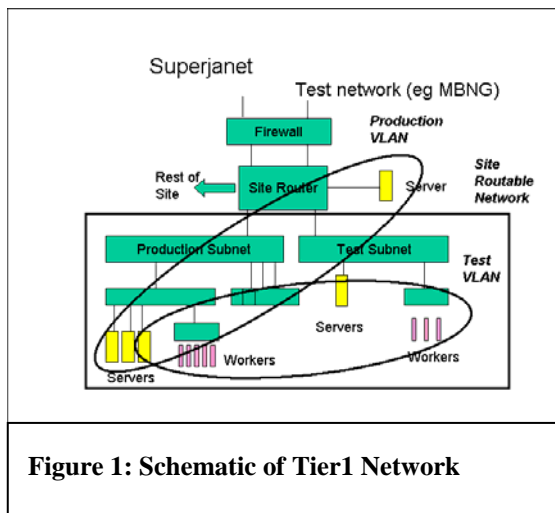 Superjanet
Test network (eg MBNG)
Production
VLAN
Firewall
Site
Routable
Network
Rest of
Site
Site Router
Server
Production Subnet
Test Subnet
Test
VLAN
Servers
Workers
Servers
Workers
Figure 1: Schematic of Tier1 Network